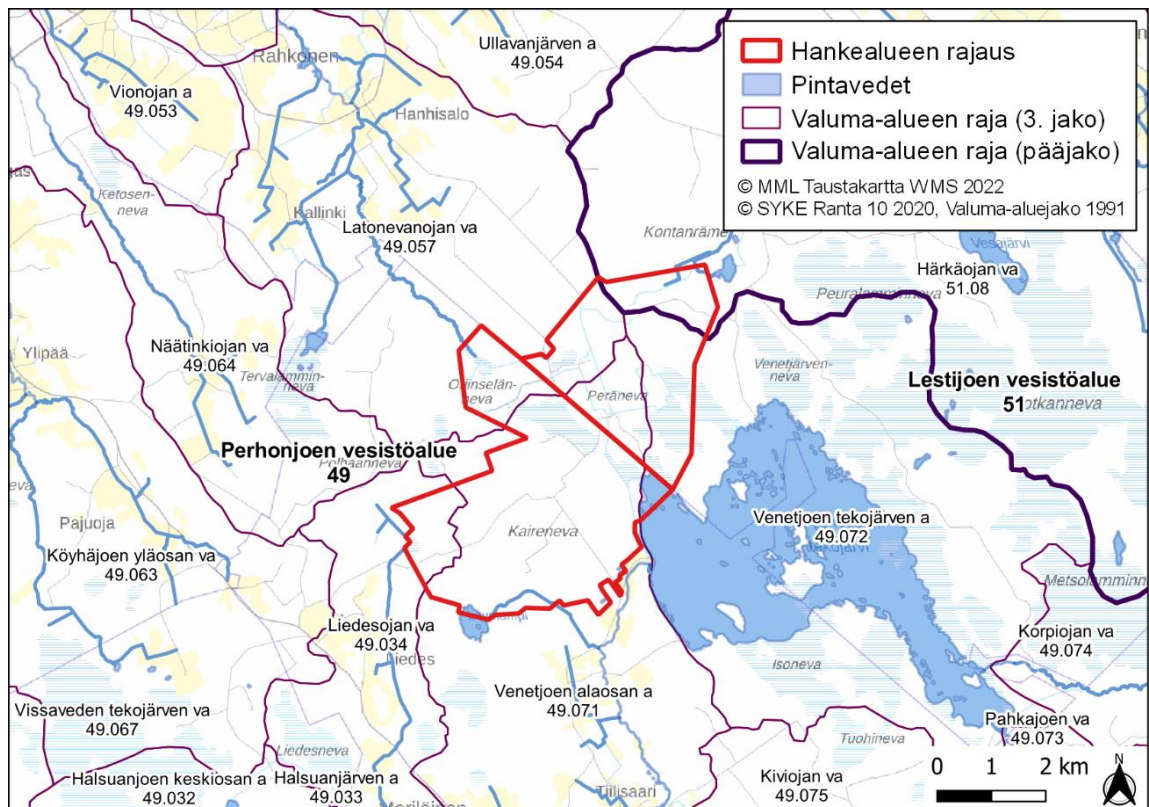 Hankealueen rajaus
Pintavedet
Valuma-alueen raja (3. jako)
Valuma-alueen raja (pääjako)
© MML Taustakartta WMS 2022
© SYKE Ranta 10 2020, Valuma-aluejako 1991
Ullavanjärven a
49.054
Rahkonen
Vionojan a
49.053
Hanhisalo
Ketosen-
neva
Kallinki
Latonevanojan va
49.057
Kontanräme
Vesajärvi
Härkäojan va
51.08
Peuralamminneva
Ylipää
Näätinkiojan va
49.064
Tervalammin-
neva
neva
Peräneva
Venetjärven-
neva
Lestijoen vesistöalue
51
Perhonjoen vesistöalue
49
Kaireneva
Pajuoja
Köyhäjoen yläosan va
49.063
Venetjoen tekojärven a
49.072
Metsolamminn
Liedesojan va
49.034
Korpiojan va
49.074
Isoneva
Venetjoen alaosan a
49.071
Vissaveden tekojärven va
49.067
Pahkajoen va
49.073
Liedesneva
Tuohineva
Halsuanjoen keskiosan a
49.032
Halsuanjärven a
49.033
Tiilisaari
Kiviojan va
49.075
0 1 2 km
N